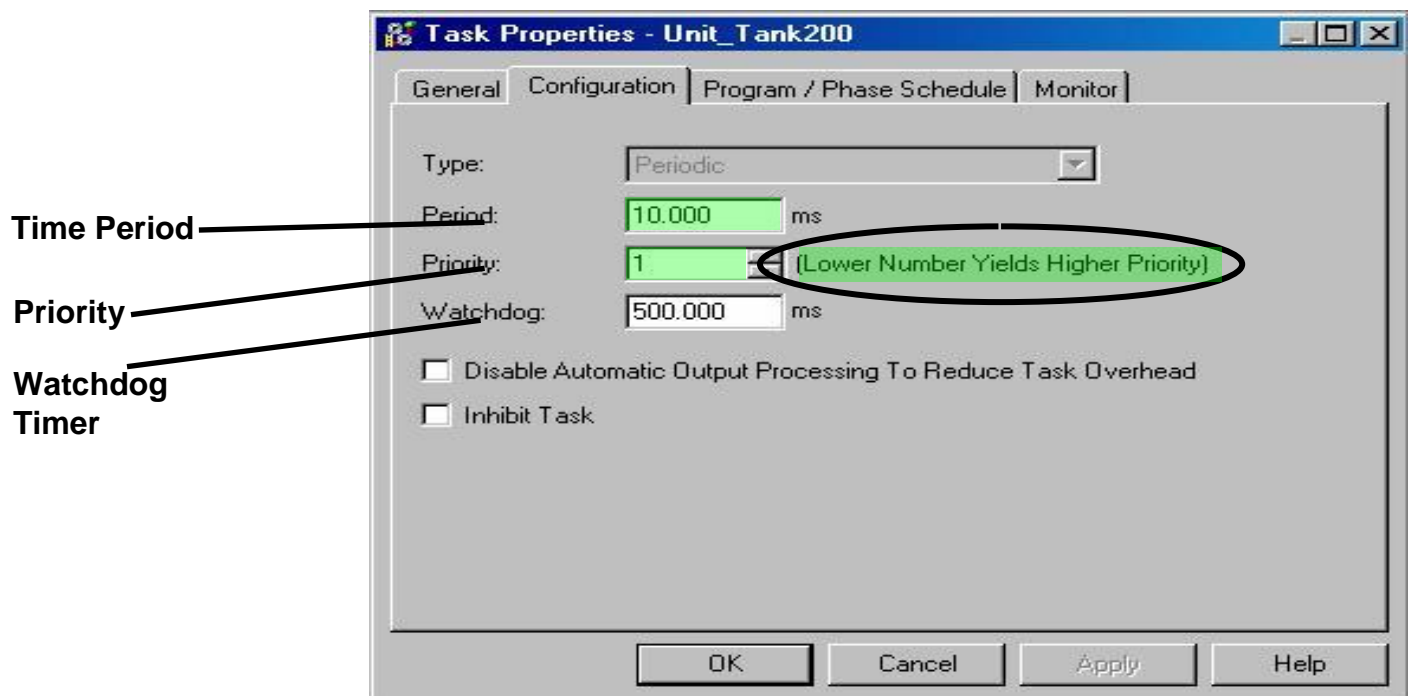 Task Properties - Unit_Tank200
General Configuration Program / Phase Schedule Monitor
Type: Periodic
Time Period
Period: 10.000 ms
Priority
Priority: 1 (Lower Number Yields Higher Priority)
Watchdog
Timer
Watchdog: 500.000 ms
Disable Automatic Output Processing To Reduce Task Overhead
Inhibit Task
OK Cancel Apply Help